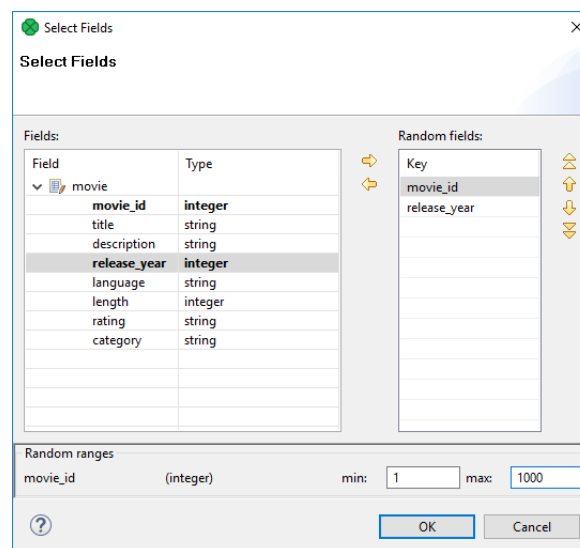 Select Fields
Select Fields
Fields:
Random fields:
Field Type
Key
movie
movie_id integer
title string
description string
release_year integer
language string
length integer
rating string
category string
movie_id
release_year
Random ranges
movie_id (integer) min: 1 max: 1000
?
OK Cancel